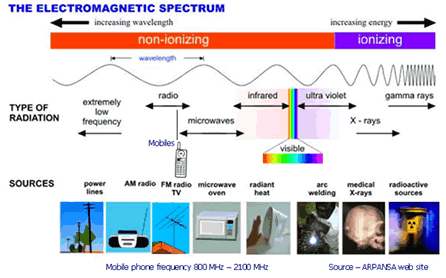 THE ELECTROMAGNETIC SPECTRUM
increasing wavelength
increasing energy
non-ionizing
ionizing
wavelength
TYPE OF
RADIATION
extremely
low
frequency
radio
microwaves
infrared
ultra violet
X - rays
gamma rays
Mobiles
visible
SOURCES
power
lines
AM radio
FM radio
TV
microwave
oven
radiant
heat
arc
welding
medical
X-rays
radioactive
sources
Mobile phone frequency 800 MHz – 2100 MHz
Source – ARPANSA web site